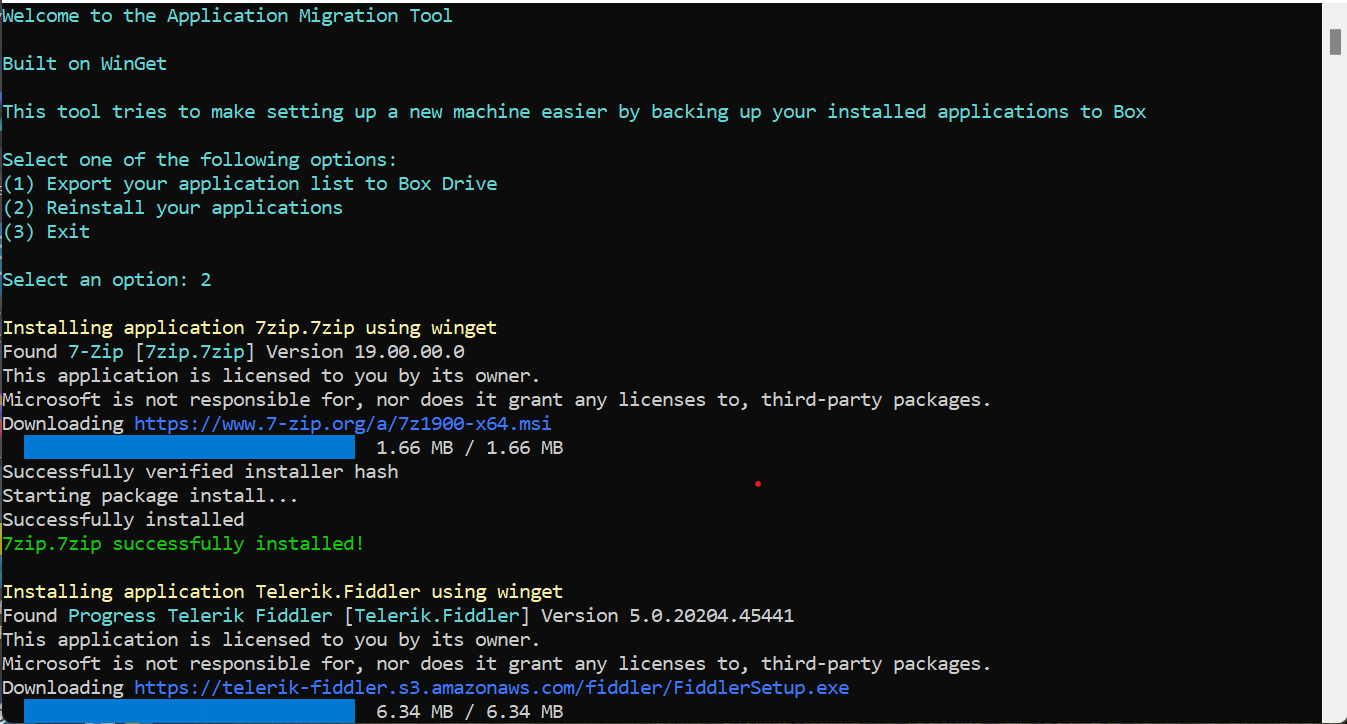 Welcome to the Application Migration Tool
Built on WinGet
This tool tries to make setting up a new machine easier by backing up your installed applications to Box
Select one of the following options:
(1) Export your application list to Box Drive
(2) Reinstall your applications
(3) Exit
Select an option: 2
Installing application 7zip.7zip using winget
Found 7-Zip [7zip.7zip] Version 19.00.00.0
This application is licensed to you by its owner.
Microsoft is not responsible for, nor does it grant any licenses to, third-party packages.
Downloading https://www.7-zip.org/a/7z1900-x64.msi
1.66 MB / 1.66 MB
Successfully verified installer hash
Starting package install...
Successfully installed
7zip.7zip successfully installed!
Installing application Telerik.Fiddler using winget
Found Progress Telerik Fiddler [Telerik.Fiddler] Version 5.0.20204.45441
This application is licensed to you by its owner.
Microsoft is not responsible for, nor does it grant any licenses to, third-party packages.
Downloading https://telerik-fiddler.s3.amazonaws.com/fiddler/FiddlerSetup.exe
6.34 MB / 6.34 MB